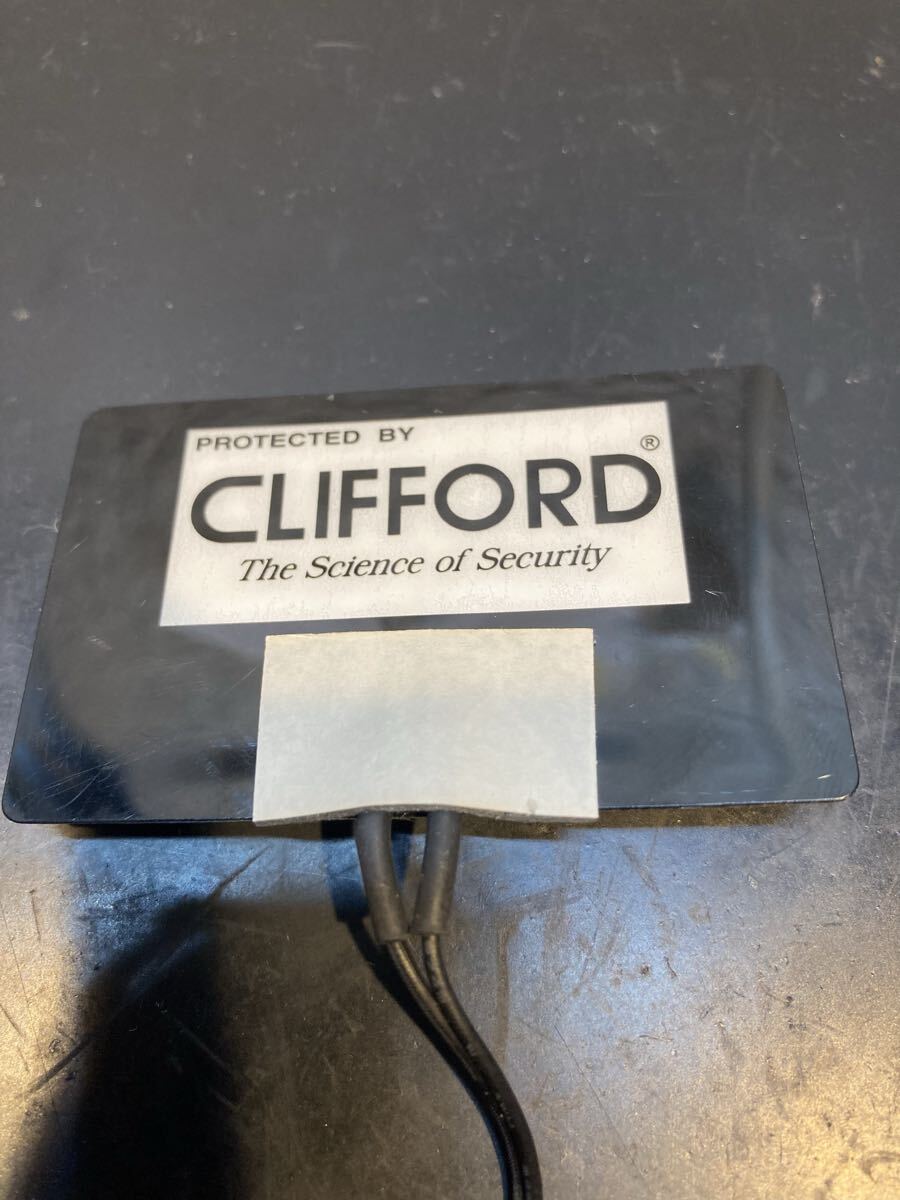 PROTECTED BY
CLIFFORD®
The Science of Security